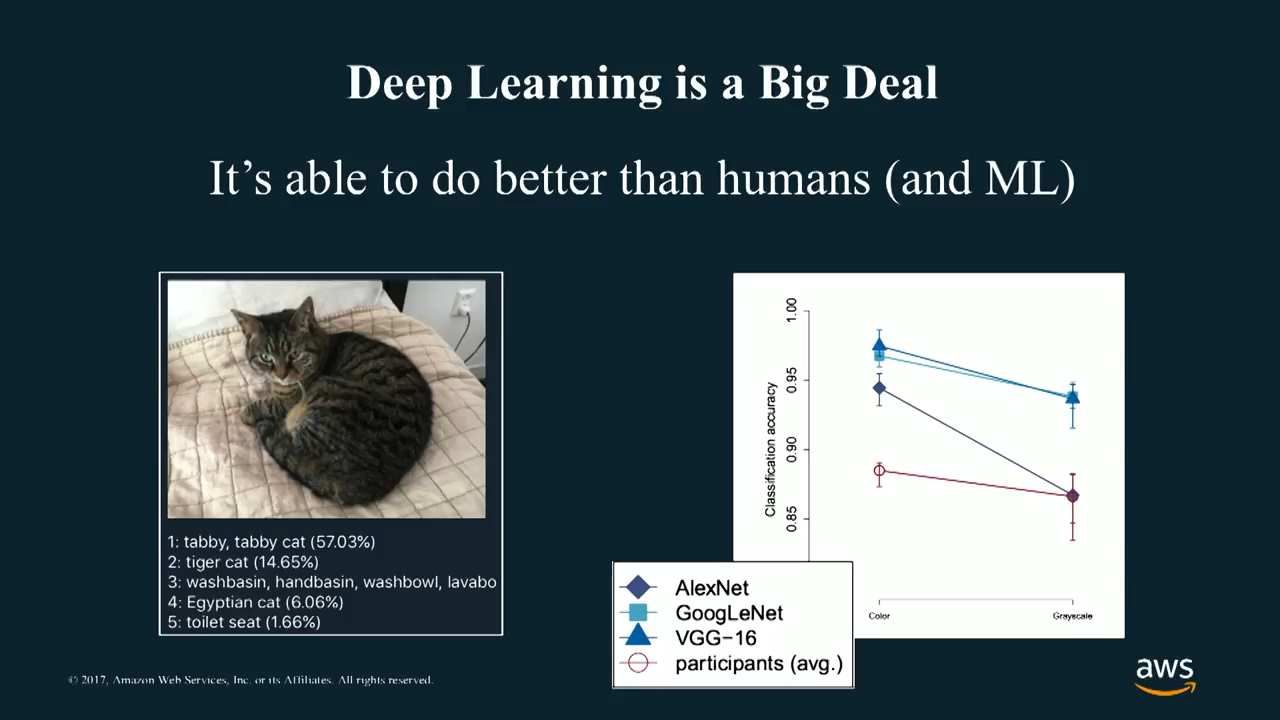 Deep Learning is a Big Deal
It's able to do better than humans (and ML)
1: tabby, tabby cat (57.03%)
2: tiger cat (14.65%)
3: washbasin, handbasin, washbowl, lavabo
4: Egyptian cat (6.06%)
5: toilet seat (1.66%)
Classification accuracy
1.00
0.95
0.90
0.85
Color
Grayscale
AlexNet
GoogLeNet
VGG−16
participants (avg.)
© 2017, Amazon Web Services, Inc. or its Affiliates. All rights reserved.
aws